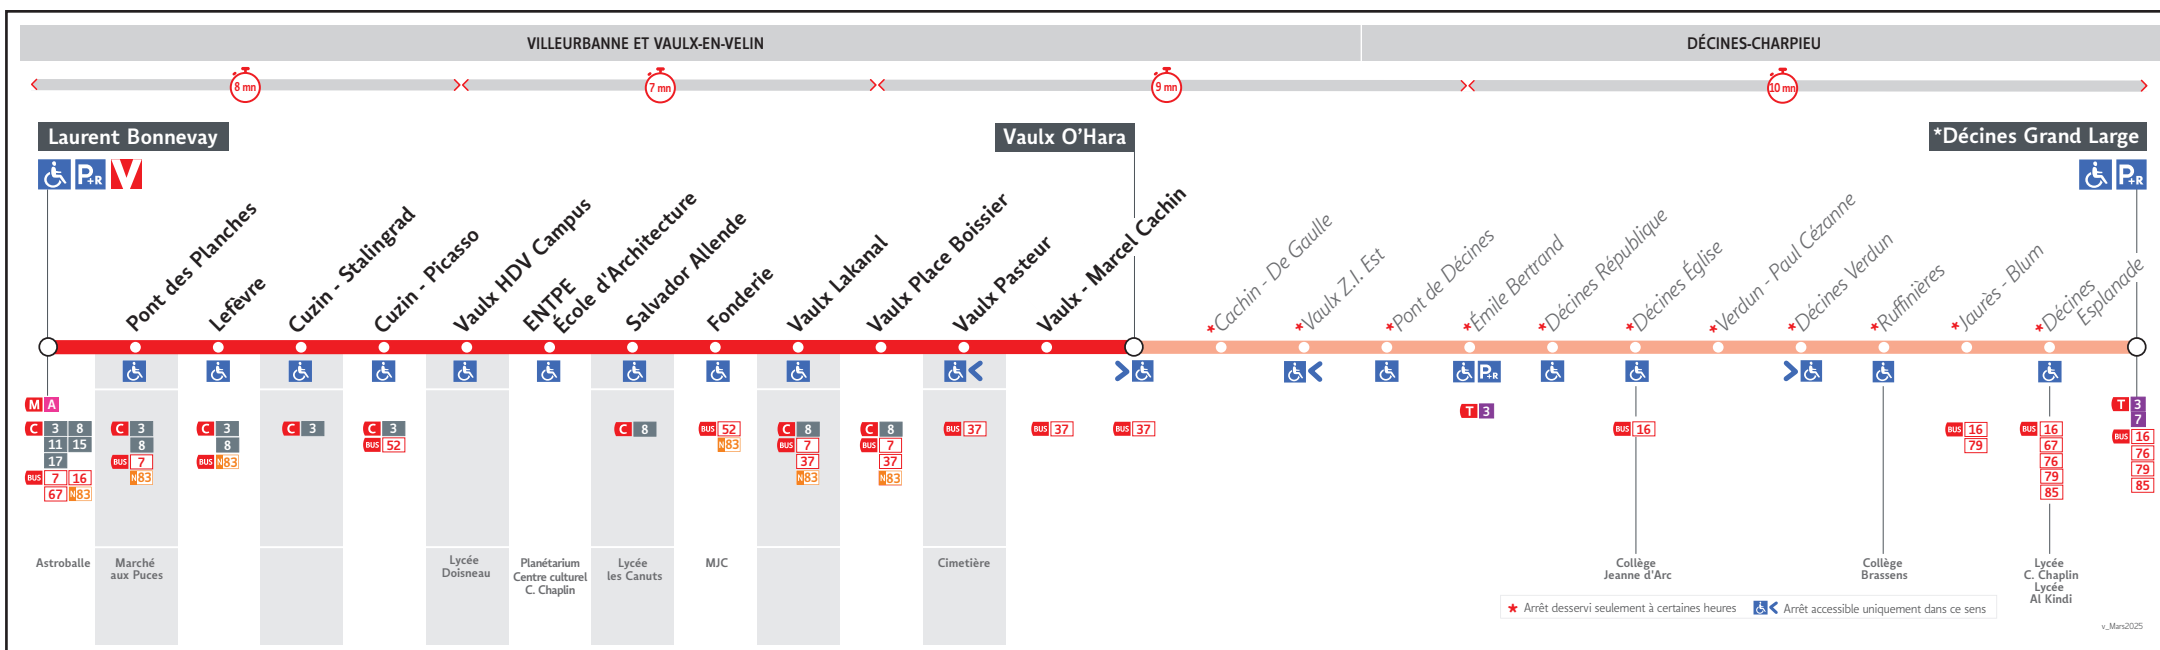 VILLEURBANNE ET VAULX-EN-VELIN
DÉCINES-CHARPIEU
8 mn
7 mn
9 mn
10 mn
Laurent Bonnevay
P+R
V
Vaulx O'Hara
*Décines Grand Large
P+R
Pont des Planches
Lefèvre
Cuzin - Stalingrad
Cuzin - Picasso
Vaulx HDV Campus
ENTPE
École d'Architecture
Salvador Allende
Fonderie
Vaulx Lakanal
Vaulx Place Boissier
Vaulx Pasteur
Vaulx - Marcel Cachin
*Cachin - De Gaulle
*Vaulx Z.I. Est
*Pont de Décines
*Émile Bertrand
*Décines République
*Décines Église
*Verdun - Paul Cézanne
*Décines Verdun
*Ruffinières
*Jaurès - Blum
*Décines
Esplanade
M A
C 3 8
11 15
17
BUS 7 16
67 N83
C 3
8
BUS 7
N83
C 3
8
BUS N83
C 3
C 3
BUS 52
C 8
BUS 52
N83
C 8
BUS 7
37
N83
C 8
BUS 7
37
N83
< BUS 37
BUS 37
> BUS 37
<
P+R
T 3
BUS 16
>
BUS 16
79
BUS 16
67
76
79
85
T 3
7
BUS 16
76
79
85
Astroballe
Marché
aux Puces
Lycée
Doisneau
Planétarium
Centre culturel
C. Chaplin
Lycée
les Canuts
MJC
Cimetière
Collège
Jeanne d'Arc
Collège
Brassens
Lycée
C. Chaplin
Lycée
Al Kindi
* Arrêt desservi seulement à certaines heures
< Arrêt accessible uniquement dans ce sens
v_Mars2025